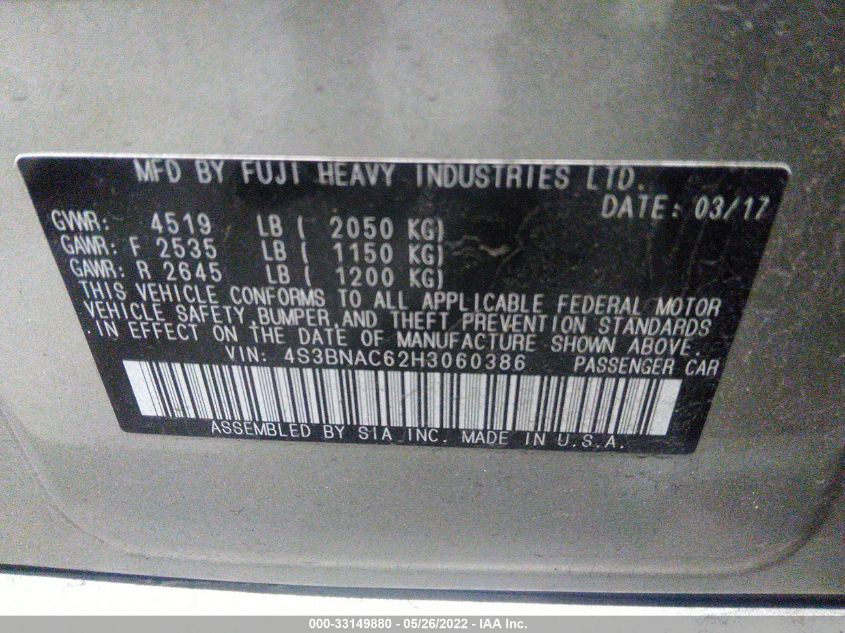 MFD BY FUJI HEAVY INDUSTRIES LTD.
DATE: 03/17
GVWR: 4519 LB ( 2050 KG)
GAWR: F 2535 LB ( 1150 KG)
GAWR: R 2645 LB ( 1200 KG)
THIS VEHICLE CONFORMS TO ALL APPLICABLE FEDERAL MOTOR
VEHICLE SAFETY, BUMPER, AND THEFT PREVENTION STANDARDS
IN EFFECT ON THE DATE OF MANUFACTURE SHOWN ABOVE.
VIN: 4S3BNAC62H3060386 PASSENGER CAR
ASSEMBLED BY SIA INC. MADE IN U.S.A.
000-33149880 - 05/26/2022 - IAA Inc.